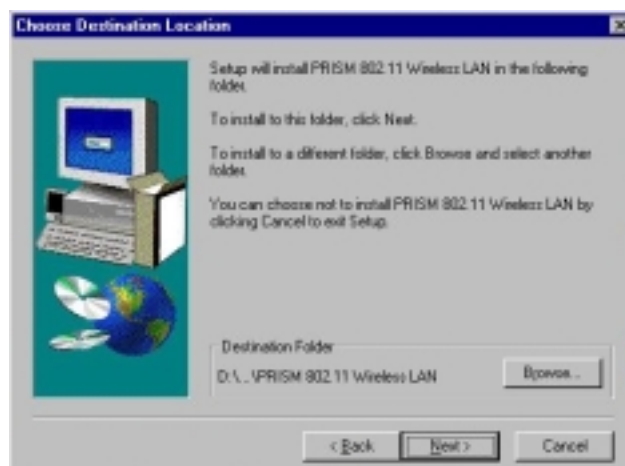 Choose Destination Location
Setup will install PRISM 802.11 Wireless LAN in the following
folder.
To install to this folder, click Next.
To install to a different folder, click Browse and select another
folder.
You can choose not to install PRISM 802.11 Wireless LAN by
clicking Cancel to exit Setup.
Destination Folder
D:\...\PRISM 802.11 Wireless LAN
Browse...
< Back
Next >
Cancel